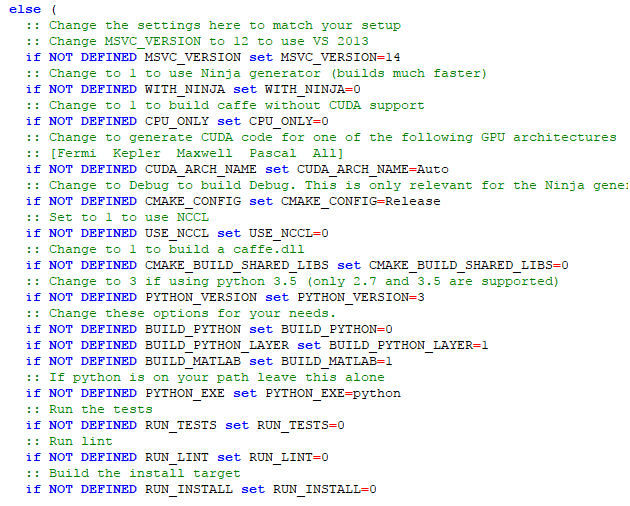 else (
:: Change the settings here to match your setup
:: Change MSVC_VERSION to 12 to use VS 2013
if NOT DEFINED MSVC_VERSION set MSVC_VERSION=14
:: Change to 1 to use Ninja generator (builds much faster)
if NOT DEFINED WITH_NINJA set WITH_NINJA=0
:: Change to 1 to build caffe without CUDA support
if NOT DEFINED CPU_ONLY set CPU_ONLY=0
:: Change to generate CUDA code for one of the following GPU architectures
:: [Fermi  Kepler  Maxwell  Pascal  All]
if NOT DEFINED CUDA_ARCH_NAME set CUDA_ARCH_NAME=Auto
:: Change to Debug to build Debug. This is only relevant for the Ninja gene
if NOT DEFINED CMAKE_CONFIG set CMAKE_CONFIG=Release
:: Set to 1 to use NCCL
if NOT DEFINED USE_NCCL set USE_NCCL=0
:: Change to 1 to build a caffe.dll
if NOT DEFINED CMAKE_BUILD_SHARED_LIBS set CMAKE_BUILD_SHARED_LIBS=0
:: Change to 3 if using python 3.5 (only 2.7 and 3.5 are supported)
if NOT DEFINED PYTHON_VERSION set PYTHON_VERSION=3
:: Change these options for your needs.
if NOT DEFINED BUILD_PYTHON set BUILD_PYTHON=0
if NOT DEFINED BUILD_PYTHON_LAYER set BUILD_PYTHON_LAYER=1
if NOT DEFINED BUILD_MATLAB set BUILD_MATLAB=1
:: If python is on your path leave this alone
if NOT DEFINED PYTHON_EXE set PYTHON_EXE=python
:: Run the tests
if NOT DEFINED RUN_TESTS set RUN_TESTS=0
:: Run lint
if NOT DEFINED RUN_LINT set RUN_LINT=0
:: Build the install target
if NOT DEFINED RUN_INSTALL set RUN_INSTALL=0